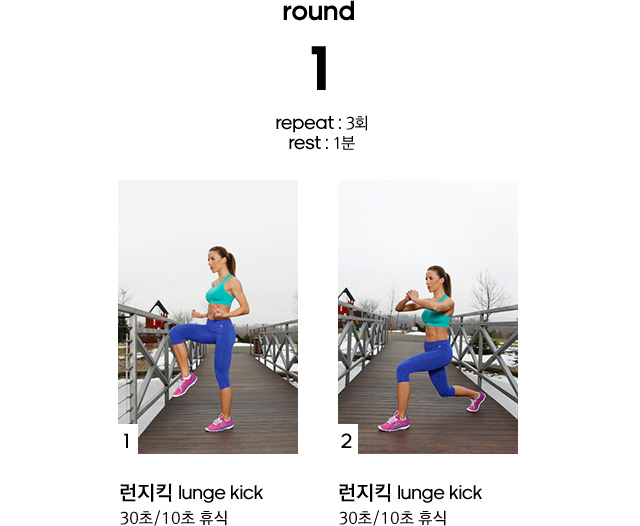 round
1
repeat : 3회
rest : 1분
1
2
런지킥 lunge kick
30초/10초 휴식
런지킥 lunge kick
30초/10초 휴식